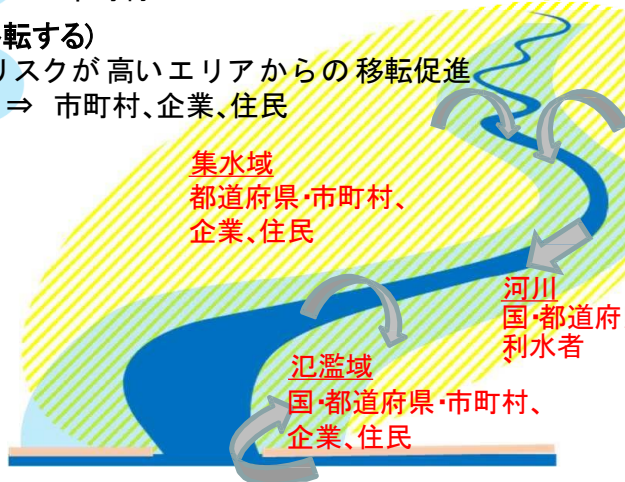 転する)
リスクが高いエリアからの移転促進
⇒ 市町村、企業、住民
集水域
都道府県・市町村、
企業、住民
河川
国・都道府
利水者
、
氾濫域
国・都道府県・市町村、
企業、住民